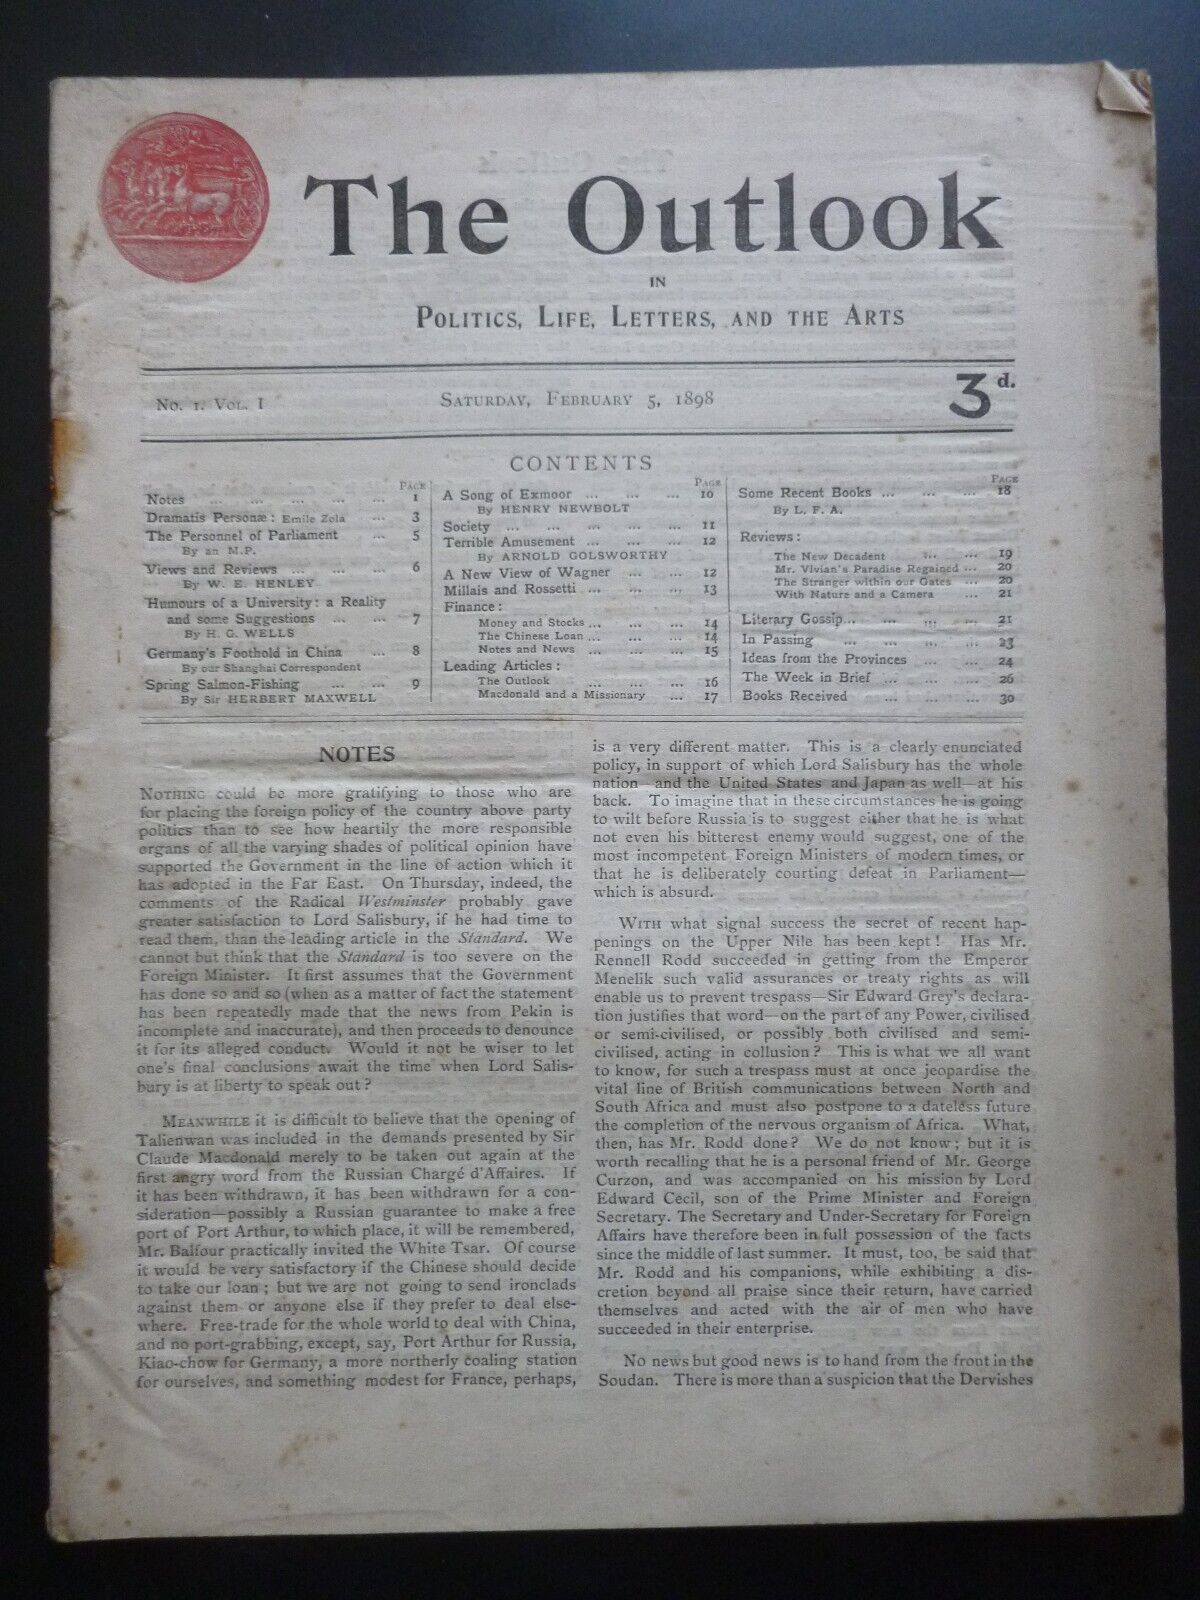 The Outlook
IN
POLITICS, LIFE, LETTERS, AND THE ARTS
No. 1. VOL. I
SATURDAY, FEBRUARY 5, 1898
3d.
CONTENTS
PAGE
Notes ... ... ... ... ... 1
Dramatis Personæ: Emile Zola ... 3
The Personnel of Parliament ... 5
By an M.P.
Views and Reviews ... ... ... 6
By W. E. HENLEY
Humours of a University: a Reality
and some Suggestions ... ... 7
By H. G. WELLS
Germany's Foothold in China ... 8
By our Shanghai Correspondent
Spring Salmon-Fishing ... ... 9
By Sir HERBERT MAXWELL
PAGE
A Song of Exmoor ... ... ... 10
By HENRY NEWBOLT
Society ... ... ... ... ... 11
Terrible Amusement ... ... ... 12
By ARNOLD GOLSWORTHY
A New View of Wagner ... ... 12
Millais and Rossetti ... ... ... 13
Finance:
Money and Stocks ... ... ... 14
The Chinese Loan ... ... ... 14
Notes and News ... ... ... 15
Leading Articles:
The Outlook ... ... ... 16
Macdonald and a Missionary ... 17
PAGE
Some Recent Books ... ... ... 18
By L. F. A.
Reviews:
The New Decadent ... ... 19
Mr. Vivian's Paradise Regained ... 20
The Stranger within our Gates ... 20
With Nature and a Camera ... 21
Literary Gossip... ... ... ... 21
In Passing ... ... ... ... 23
Ideas from the Provinces ... ... 24
The Week in Brief ... ... ... 26
Books Received ... ... ... 30
NOTES
NOTHING could be more gratifying to those who are
for placing the foreign policy of the country above party
politics than to see how heartily the more responsible
organs of all the varying shades of political opinion have
supported the Government in the line of action which it
has adopted in the Far East. On Thursday, indeed, the
comments of the Radical Westminster probably gave
greater satisfaction to Lord Salisbury, if he had time to
read them, than the leading article in the Standard. We
cannot but think that the Standard is too severe on the
Foreign Minister. It first assumes that the Government
has done so and so (when as a matter of fact the statement
has been repeatedly made that the news from Pekin is
incomplete and inaccurate), and then proceeds to denounce
it for its alleged conduct. Would it not be wiser to let
one's final conclusions await the time when Lord Salis-
bury is at liberty to speak out?
MEANWHILE it is difficult to believe that the opening of
Talienwan was included in the demands presented by Sir
Claude Macdonald merely to be taken out again at the
first angry word from the Russian Chargé d'Affaires. If
it has been withdrawn, it has been withdrawn for a con-
sideration—possibly a Russian guarantee to make a free
port of Port Arthur, to which place, it will be remembered,
Mr. Balfour practically invited the White Tsar. Of course
it would be very satisfactory if the Chinese should decide
to take our loan; but we are not going to send ironclads
against them or anyone else if they prefer to deal else-
where. Free-trade for the whole world to deal with China,
and no port-grabbing, except, say, Port Arthur for Russia,
Kiao-chow for Germany, a more northerly coaling station
for ourselves, and something modest for France, perhaps,
is a very different matter. This is a clearly enunciated
policy, in support of which Lord Salisbury has the whole
nation—and the United States and Japan as well—at his
back. To imagine that in these circumstances he is going
to wilt before Russia is to suggest either that he is what
not even his bitterest enemy would suggest, one of the
most incompetent Foreign Ministers of modern times, or
that he is deliberately courting defeat in Parliament—
which is absurd.
WITH what signal success the secret of recent hap-
penings on the Upper Nile has been kept! Has Mr.
Rennell Rodd succeeded in getting from the Emperor
Menelik such valid assurances or treaty rights as will
enable us to prevent trespass—Sir Edward Grey's declara-
tion justifies that word—on the part of any Power, civilised
or semi-civilised, or possibly both civilised and semi-
civilised, acting in collusion? This is what we all want
to know, for such a trespass must at once jeopardise the
vital line of British communications between North and
South Africa and must also postpone to a dateless future
the completion of the nervous organism of Africa. What,
then, has Mr. Rodd done? We do not know; but it is
worth recalling that he is a personal friend of Mr. George
Curzon, and was accompanied on his mission by Lord
Edward Cecil, son of the Prime Minister and Foreign
Secretary. The Secretary and Under-Secretary for Foreign
Affairs have therefore been in full possession of the facts
since the middle of last summer. It must, too, be said that
Mr. Rodd and his companions, while exhibiting a dis-
cretion beyond all praise since their return, have carried
themselves and acted with the air of men who have
succeeded in their enterprise.
No news but good news is to hand from the front in the
Soudan. There is more than a suspicion that the Dervishes